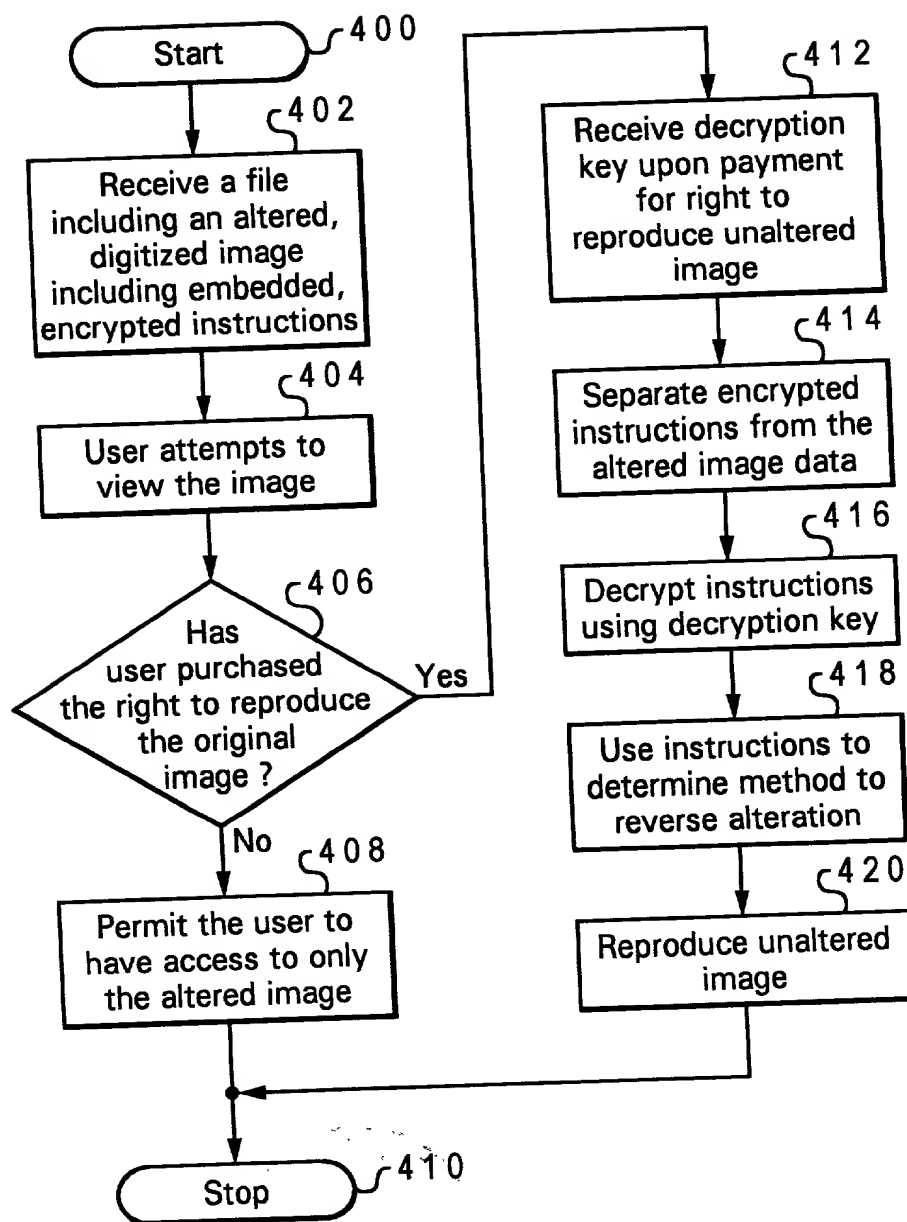 Start
400
402
Receive a file
including an altered,
digitized image
including embedded,
encrypted instructions
404
User attempts to
view the image
406
Has
user purchased
the right to reproduce
the original
image ?
Yes
No
408
Permit the user to
have access to only
the altered image
412
Receive decryption
key upon payment
for right to
reproduce unaltered
image
414
Separate encrypted
instructions from the
altered image data
416
Decrypt instructions
using decryption key
418
Use instructions to
determine method to
reverse alteration
420
Reproduce unaltered
image
Stop
410